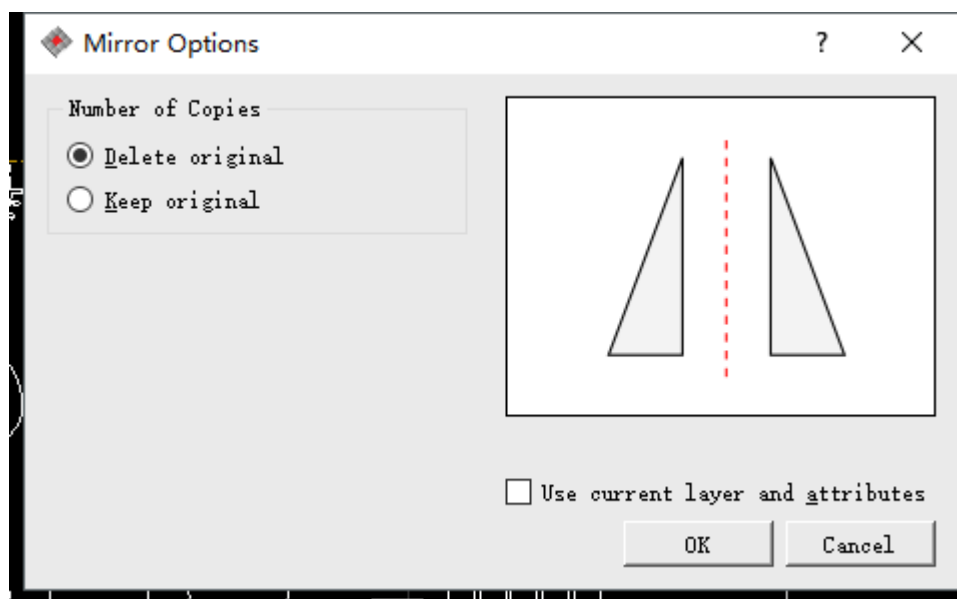 Mirror Options
?
Number of Copies
Delete original
Keep original
Use current layer and attributes
OK
Cancel